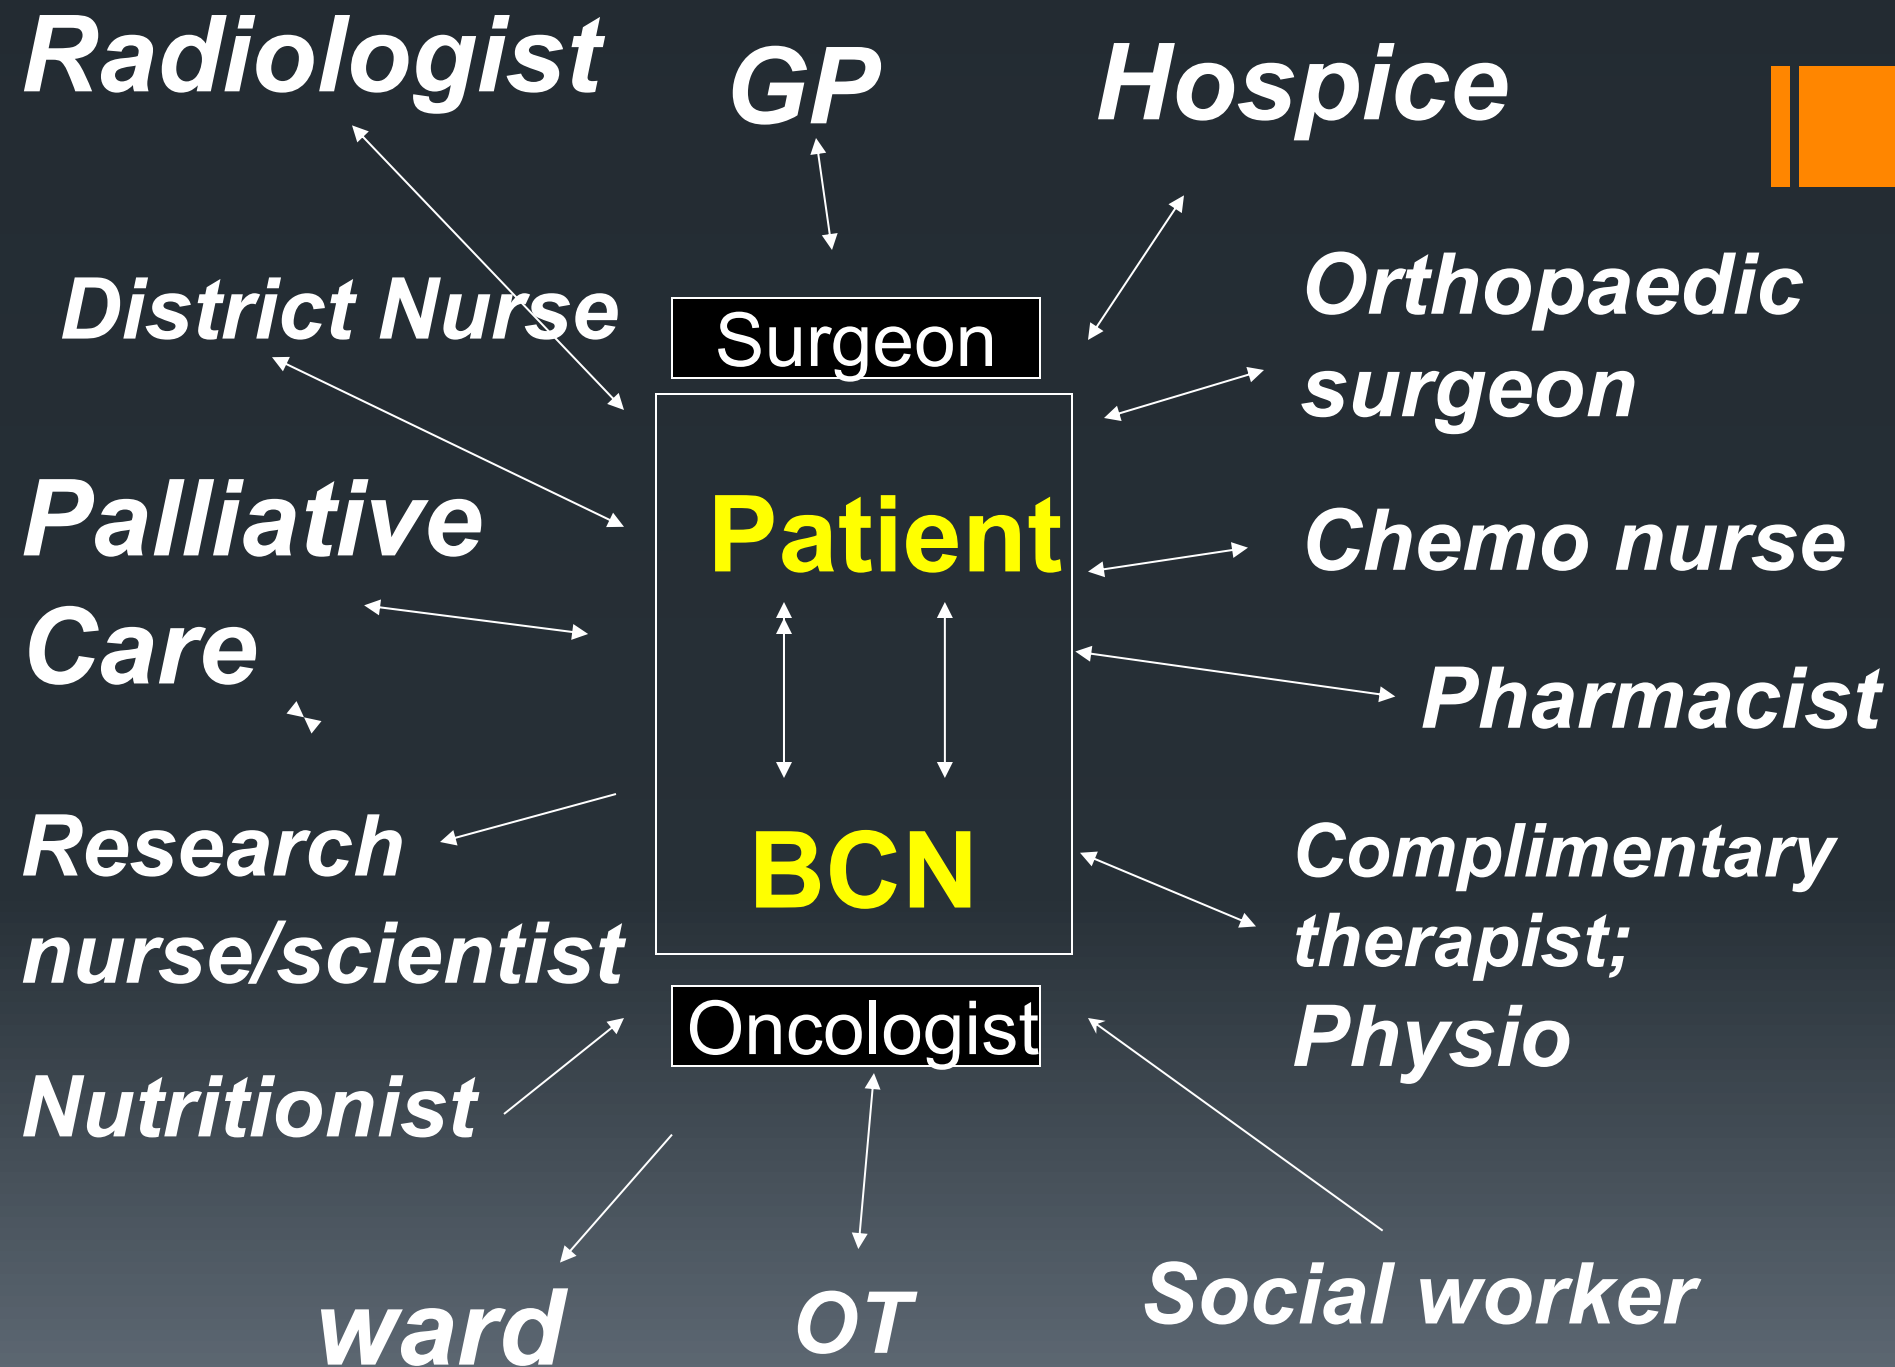 Radiologist
GP
Hospice
District Nurse
Surgeon
Orthopaedic
surgeon
Palliative
Care
Patient
Chemo nurse
Pharmacist
Research
nurse/scientist
BCN
Complimentary
therapist;
Physio
Oncologist
Nutritionist
ward
OT
Social worker